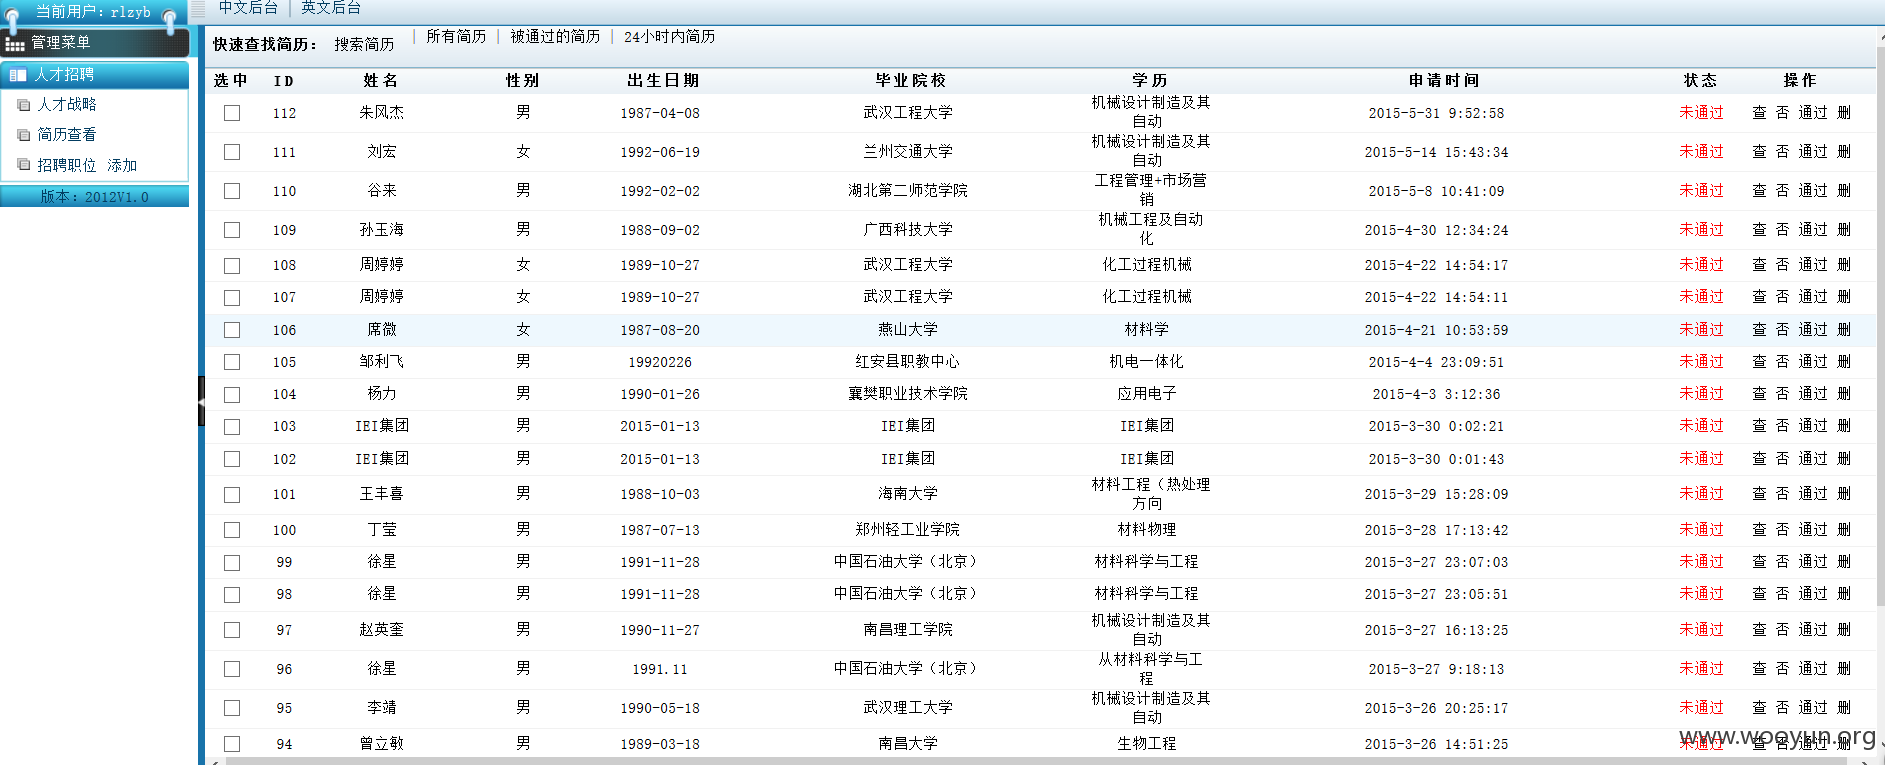 当前用户：rlzyb
中文后台 英文后台
管理菜单
人才招聘
人才战略
简历查看
招聘职位 添加
版本：2012V1.0
快速查找简历： 搜索简历 所有简历 被通过的简历 24小时内简历
选中 ID 姓名 性别 出生日期 毕业院校 学历 申请时间 状态 操作
112 朱风杰 男 1987-04-08 武汉工程大学 机械设计制造及其自动 2015-5-31 9:52:58 未通过 查 否 通过 删
111 刘宏 女 1992-06-19 兰州交通大学 机械设计制造及其自动 2015-5-14 15:43:34 未通过 查 否 通过 删
110 谷来 男 1992-02-02 湖北第二师范学院 工程管理+市场营销 2015-5-8 10:41:09 未通过 查 否 通过 删
109 孙玉海 男 1988-09-02 广西科技大学 机械工程及自动化 2015-4-30 12:34:24 未通过 查 否 通过 删
108 周婷婷 女 1989-10-27 武汉工程大学 化工过程机械 2015-4-22 14:54:17 未通过 查 否 通过 删
107 周婷婷 女 1989-10-27 武汉工程大学 化工过程机械 2015-4-22 14:54:11 未通过 查 否 通过 删
106 席微 女 1987-08-20 燕山大学 材料学 2015-4-21 10:53:59 未通过 查 否 通过 删
105 邹利飞 男 19920226 红安县职教中心 机电一体化 2015-4-4 23:09:51 未通过 查 否 通过 删
104 杨力 男 1990-01-26 襄樊职业技术学院 应用电子 2015-4-3 3:12:36 未通过 查 否 通过 删
103 IEI集团 男 2015-01-13 IEI集团 IEI集团 2015-3-30 0:02:21 未通过 查 否 通过 删
102 IEI集团 男 2015-01-13 IEI集团 IEI集团 2015-3-30 0:01:43 未通过 查 否 通过 删
101 王丰喜 男 1988-10-03 海南大学 材料工程（热处理方向 2015-3-29 15:28:09 未通过 查 否 通过 删
100 丁莹 男 1987-07-13 郑州轻工业学院 材料物理 2015-3-28 17:13:42 未通过 查 否 通过 删
99 徐星 男 1991-11-28 中国石油大学（北京） 材料科学与工程 2015-3-27 23:07:03 未通过 查 否 通过 删
98 徐星 男 1991-11-28 中国石油大学（北京） 材料科学与工程 2015-3-27 23:05:51 未通过 查 否 通过 删
97 赵英奎 男 1990-11-27 南昌理工学院 机械设计制造及其自动 2015-3-27 16:13:25 未通过 查 否 通过 删
96 徐星 男 1991.11 中国石油大学（北京） 从材料科学与工程 2015-3-27 9:18:13 未通过 查 否 通过 删
95 李靖 男 1990-05-18 武汉理工大学 机械设计制造及其自动 2015-3-26 20:25:17 未通过 查 否 通过 删
94 曾立敏 男 1989-03-18 南昌大学 生物工程 2015-3-26 14:51:25 未通过 查 否 通过 删
www.wooyun.org